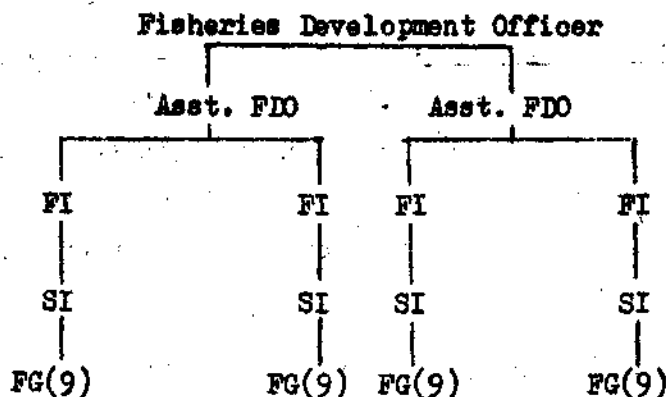 Fisheries Development Officer
Asst. FDO Asst. FDO
FI FI FI FI
SI SI SI SI
FG(9) FG(9) FG(9) FG(9)